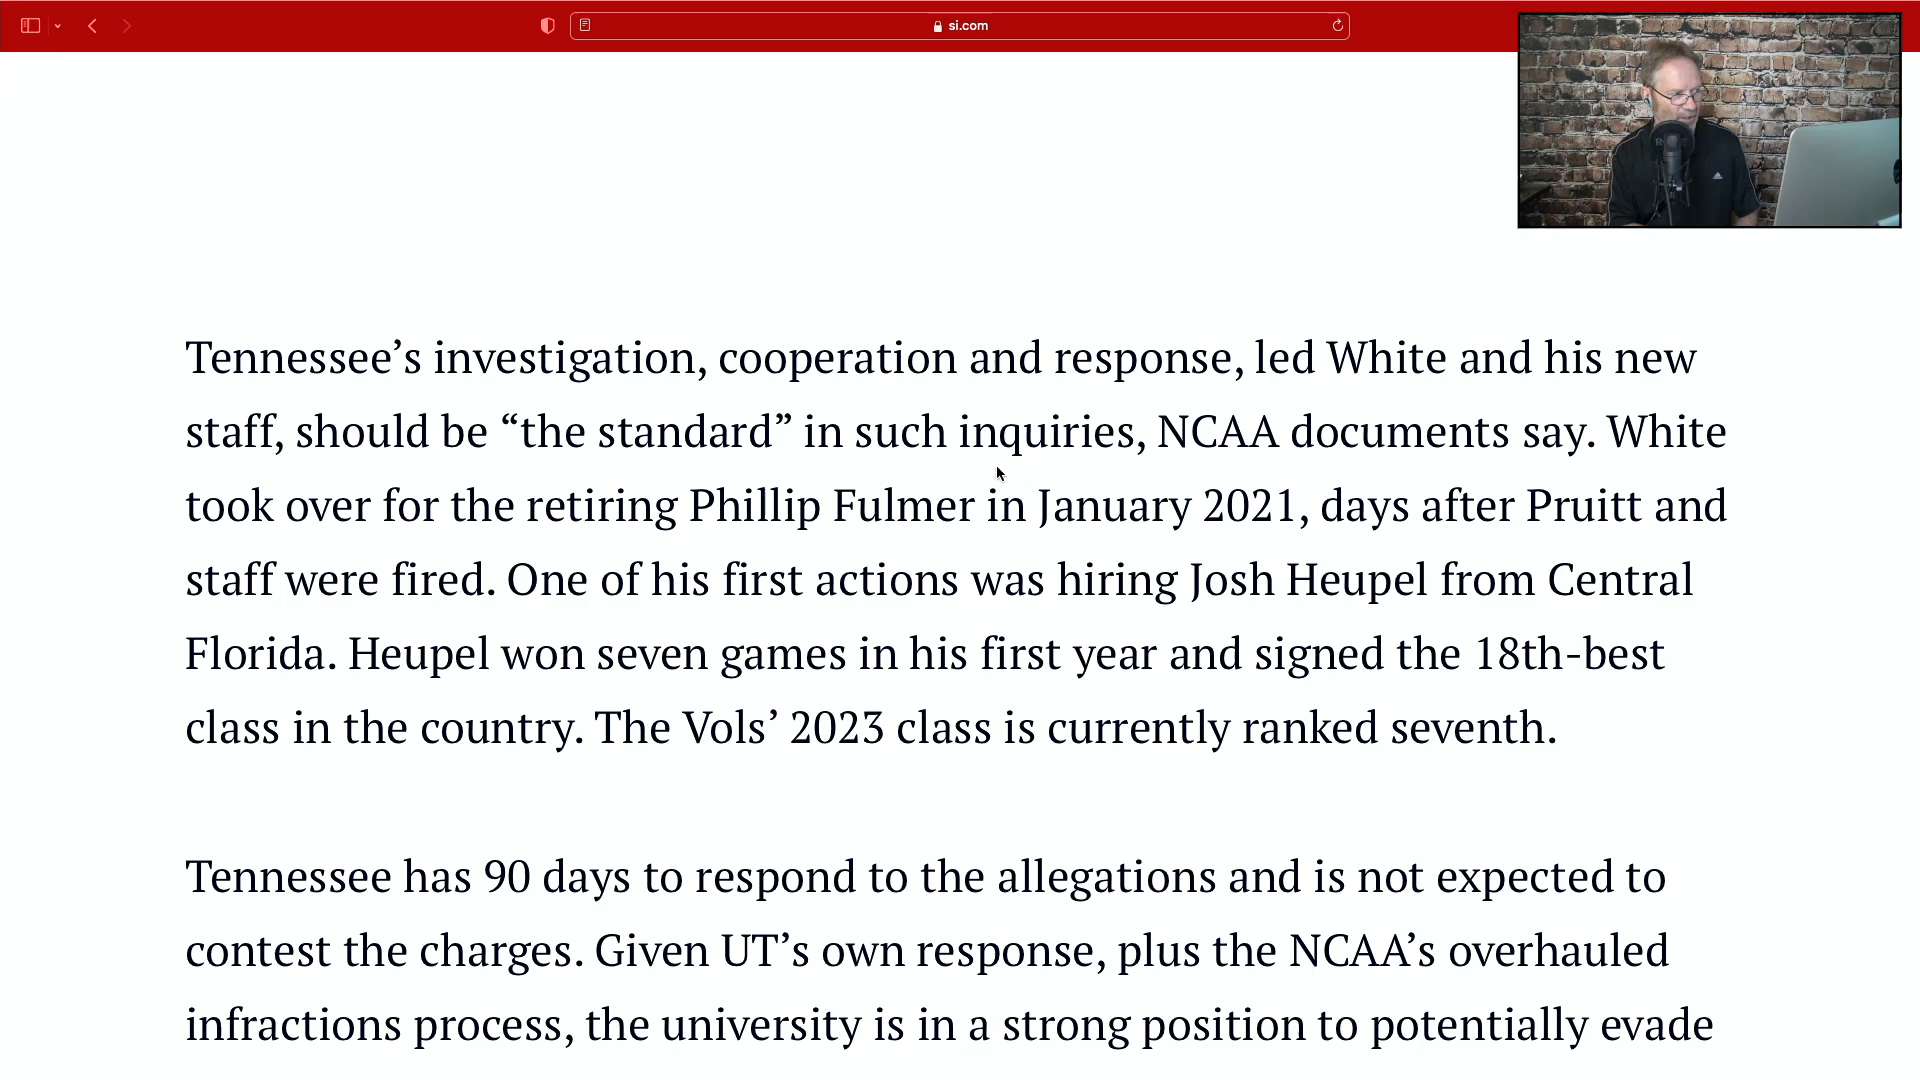 si.com
Tennessee’s investigation, cooperation and response, led White and his new
staff, should be “the standard” in such inquiries, NCAA documents say. White
took over for the retiring Phillip Fulmer in January 2021, days after Pruitt and
staff were fired. One of his first actions was hiring Josh Heupel from Central
Florida. Heupel won seven games in his first year and signed the 18th-best
class in the country. The Vols’ 2023 class is currently ranked seventh.
Tennessee has 90 days to respond to the allegations and is not expected to
contest the charges. Given UT’s own response, plus the NCAA’s overhauled
infractions process, the university is in a strong position to potentially evade